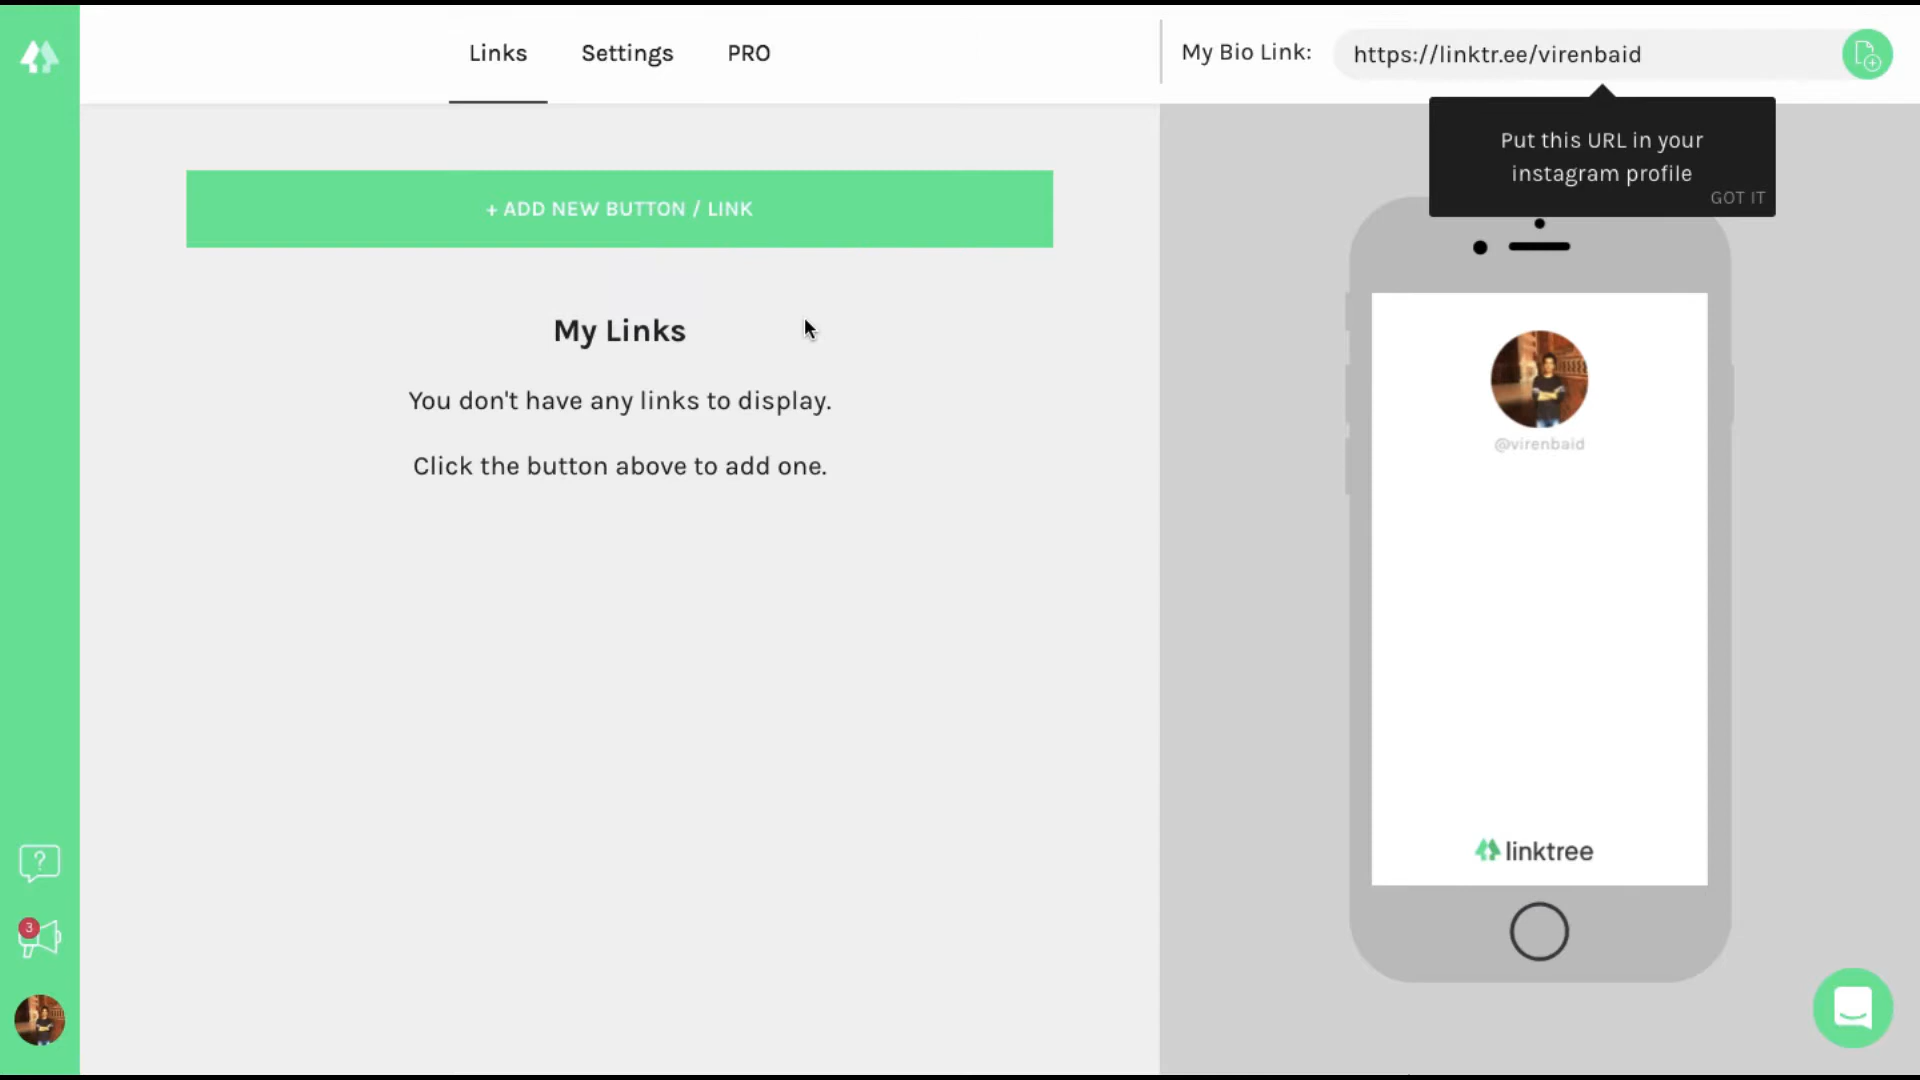 Links
Settings
PRO
My Bio Link:
https://linktr.ee/virenbaid
Put this URL in your
instagram profile
GOT IT
+ ADD NEW BUTTON / LINK
My Links
You don't have any links to display.
Click the button above to add one.
@virenbaid
linktree
?
3